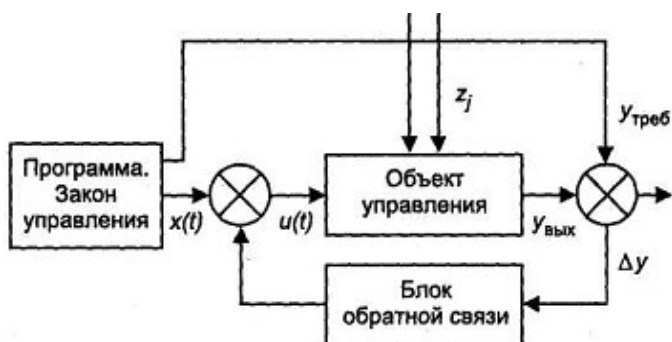 z_j
y_треб
Программа.
Закон
управления
x(t)
u(t)
Объект
управления
y_вых
Δy
Блок
обратной связи